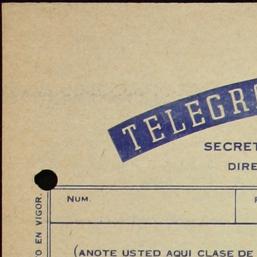 TELEGR
SECRET
DIRE
NUM.
O EN VIGOR.
(ANOTE USTED AQUI CLASE DE